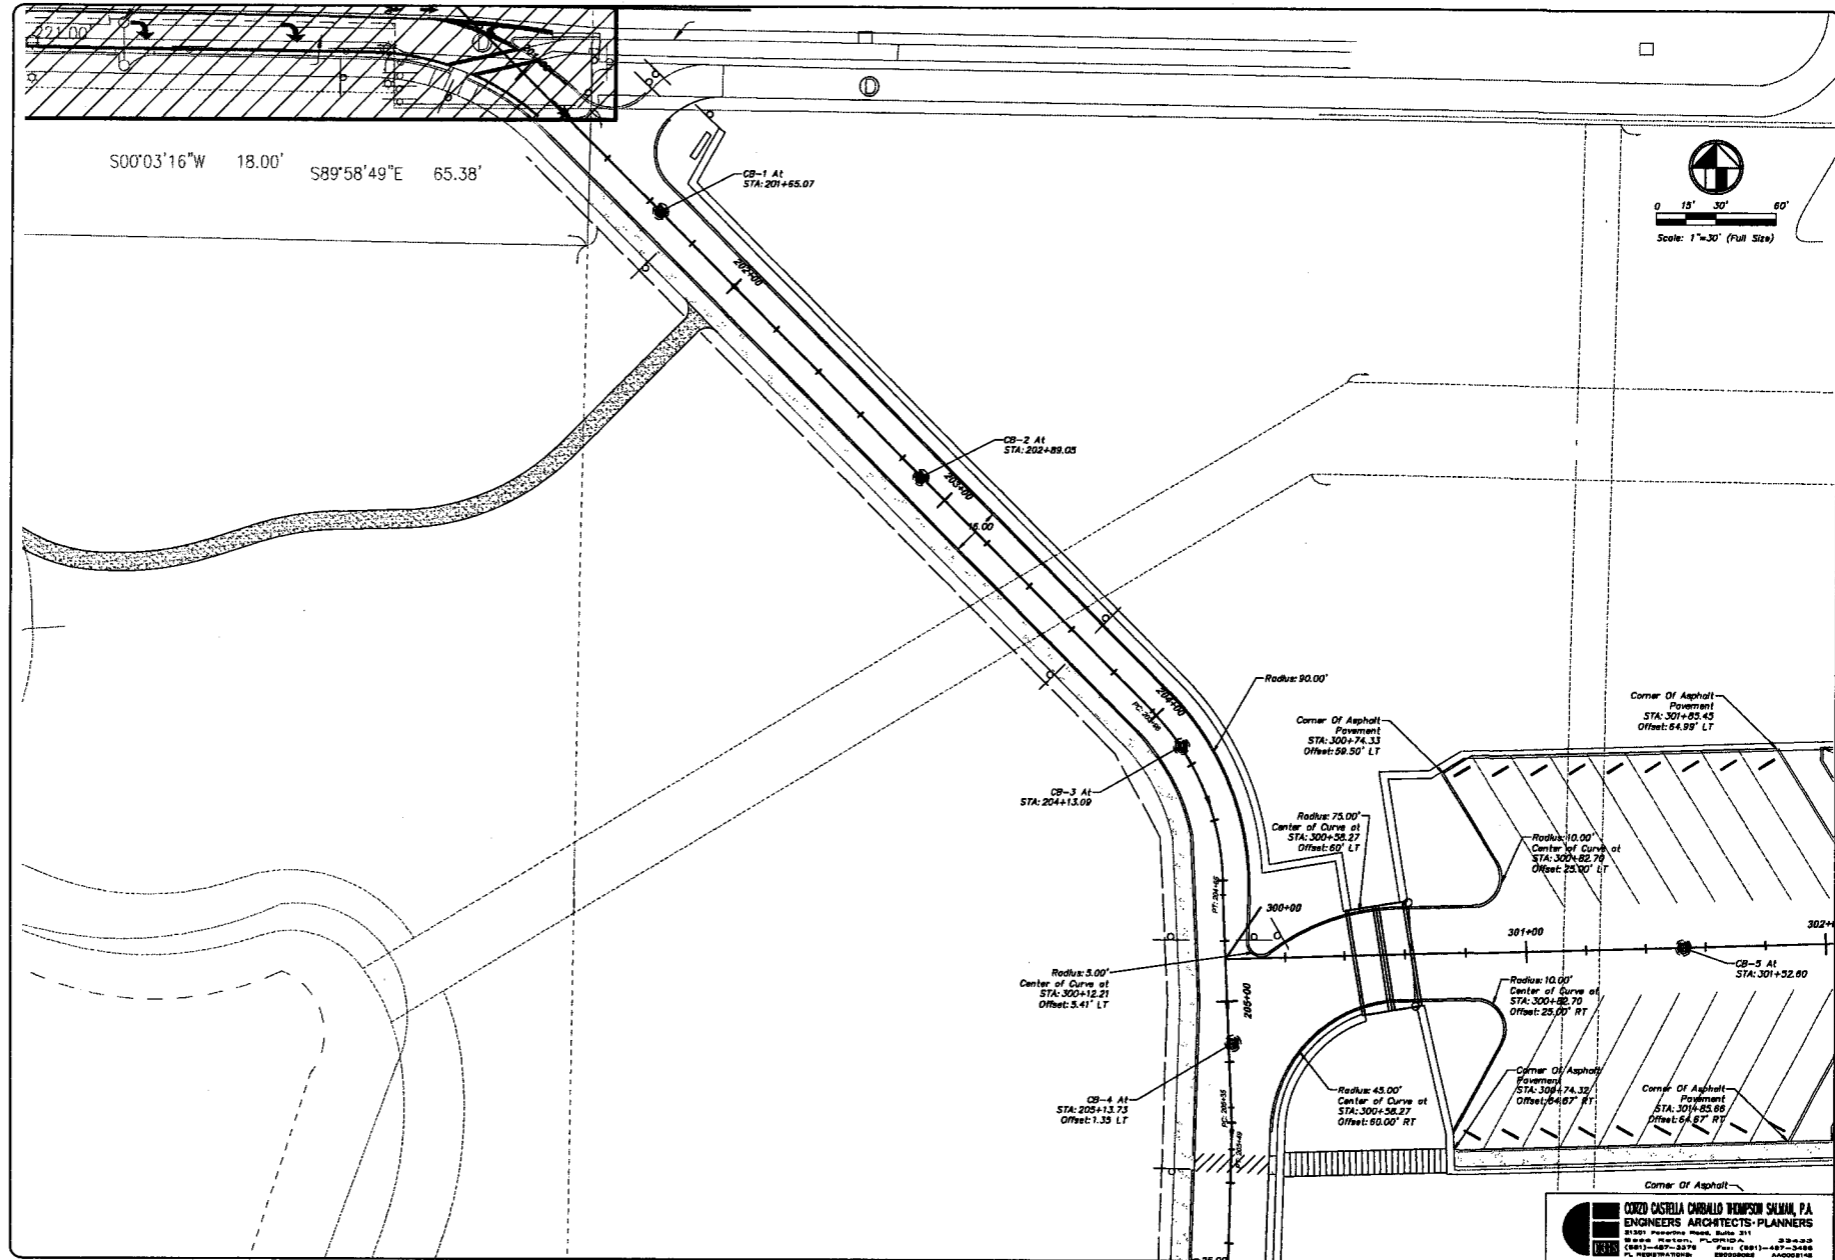 221.00'
S00°03'16"W 18.00'
S89°58'49"E 65.38'
CB-1 At
STA: 201+65.07
0 15' 30' 60'
Scale: 1"=30' (Full Size)
202+00
CB-2 At
STA: 202+89.05
203+00
16.00
204+00
Radius: 90.00'
CB-3 At
STA: 204+13.09
Corner Of Asphalt
Pavement
STA: 300+74.33
Offset: 59.50' LT
Corner Of Asphalt
Pavement
STA: 301+85.45
Offset: 64.99' LT
Radius: 75.00'
Center of Curve at
STA: 300+58.27
Offset: 60' LT
Radius: 10.00'
Center of Curve at
STA: 300+82.70
Offset: 25.00' LT
300+00
301+00
CB-5 At
STA: 301+52.60
Radius: 5.00'
Center of Curve at
STA: 300+12.21
Offset: 5.41' LT
205+00
Radius: 10.00'
Center of Curve at
STA: 300+82.70
Offset: 25.00' RT
CB-4 At
STA: 205+13.73
Offset: 1.35 LT
Radius: 45.00'
Center of Curve at
STA: 300+58.27
Offset: 60.00' RT
Corner Of Asphalt
Pavement
STA: 300+74.32
Offset: 64.67' RT
Corner Of Asphalt
Pavement
STA: 301+85.66
Offset: 64.67' RT
Corner Of Asphalt
CORZO CASTELLA CARBALLO THOMPSON SALMAN, P.A.
ENGINEERS ARCHITECTS PLANNERS
Suite 311
FLORIDA 33433